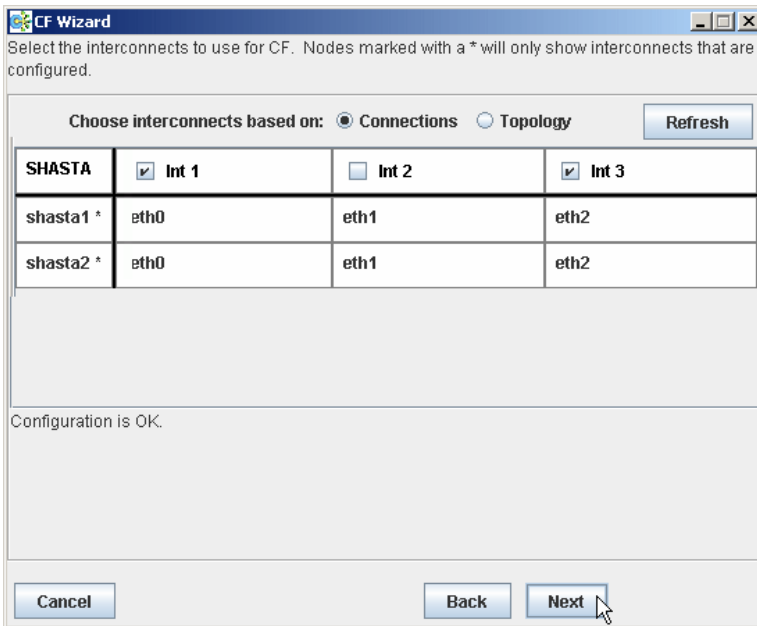 CF Wizard
Select the interconnects to use for CF. Nodes marked with a * will only show interconnects that are
configured.
Choose interconnects based on: Connections Topology Refresh
SHASTA Int 1 Int 2 Int 3
shasta1 * eth0 eth1 eth2
shasta2 * eth0 eth1 eth2
Configuration is OK.
Cancel Back Next